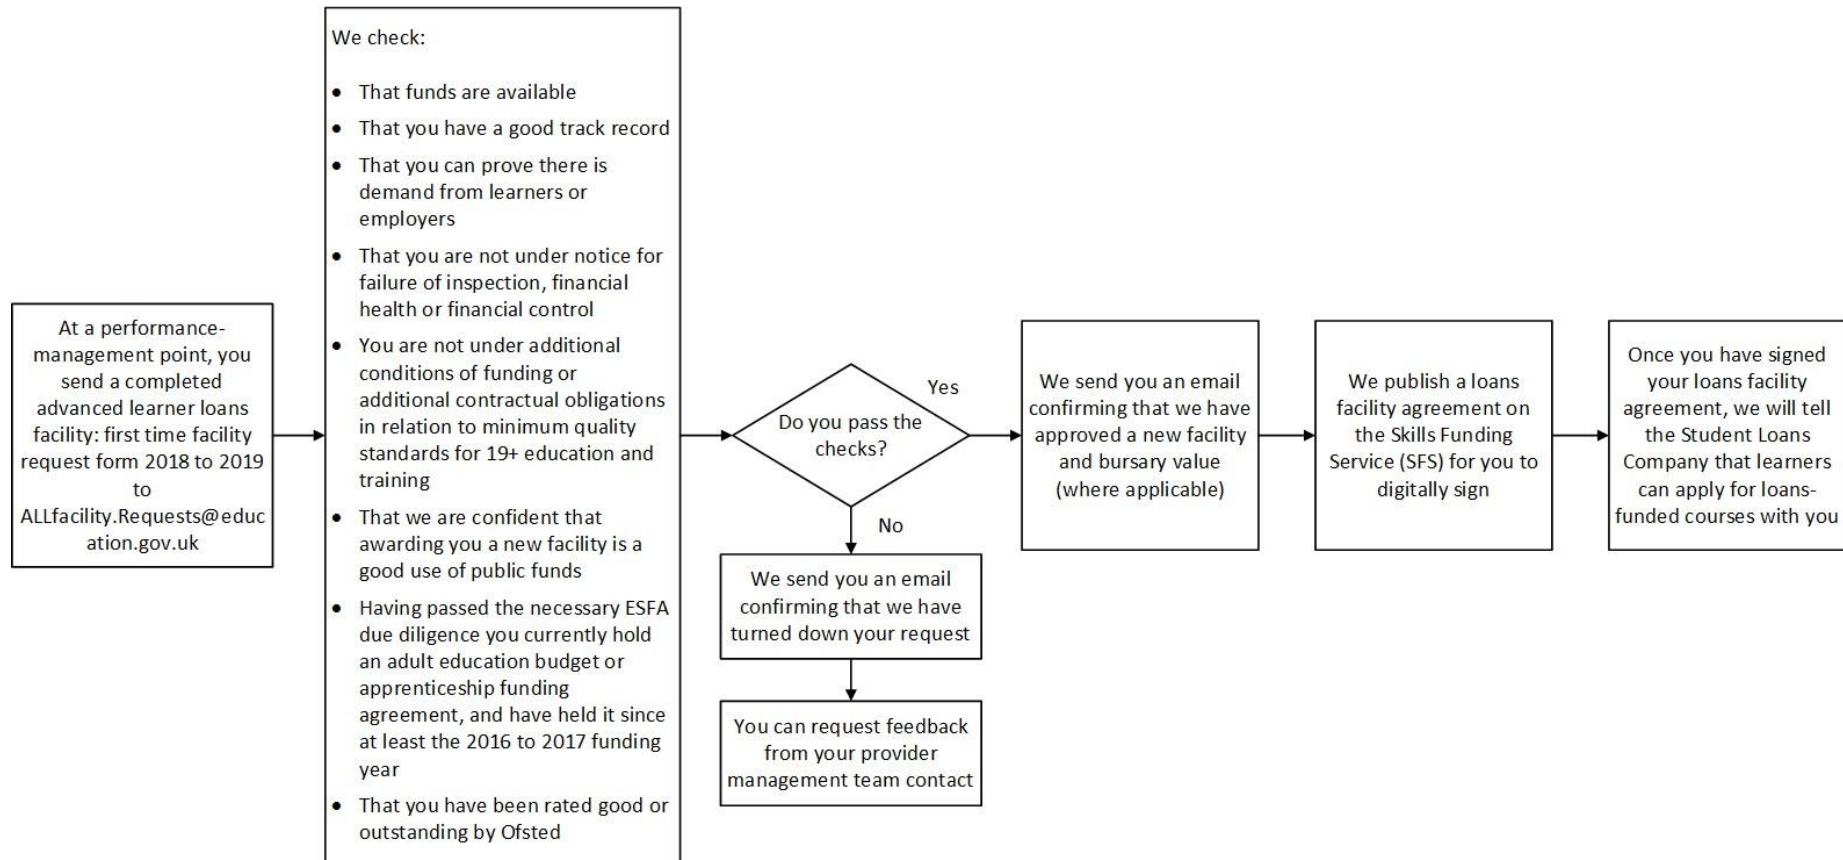 At a performance-
management point, you
send a completed
advanced learner loans
facility: first time facility
request form 2018 to 2019
to
ALLfacility.Requests@educ
ation.gov.uk
We check:
• That funds are available
• That you have a good track record
• That you can prove there is
demand from learners or
employers
• That you are not under notice for
failure of inspection, financial
health or financial control
• You are not under additional
conditions of funding or
additional contractual obligations
in relation to minimum quality
standards for 19+ education and
training
• That we are confident that
awarding you a new facility is a
good use of public funds
• Having passed the necessary ESFA
due diligence you currently hold
an adult education budget or
apprenticeship funding
agreement, and have held it since
at least the 2016 to 2017 funding
year
• That you have been rated good or
outstanding by Ofsted
Do you pass the
checks?
Yes
We send you an email
confirming that we have
approved a new facility
and bursary value
(where applicable)
We publish a loans
facility agreement on
the Skills Funding
Service (SFS) for you to
digitally sign
Once you have signed
your loans facility
agreement, we will tell
the Student Loans
Company that learners
can apply for loans-
funded courses with you
No
We send you an email
confirming that we have
turned down your request
You can request feedback
from your provider
management team contact